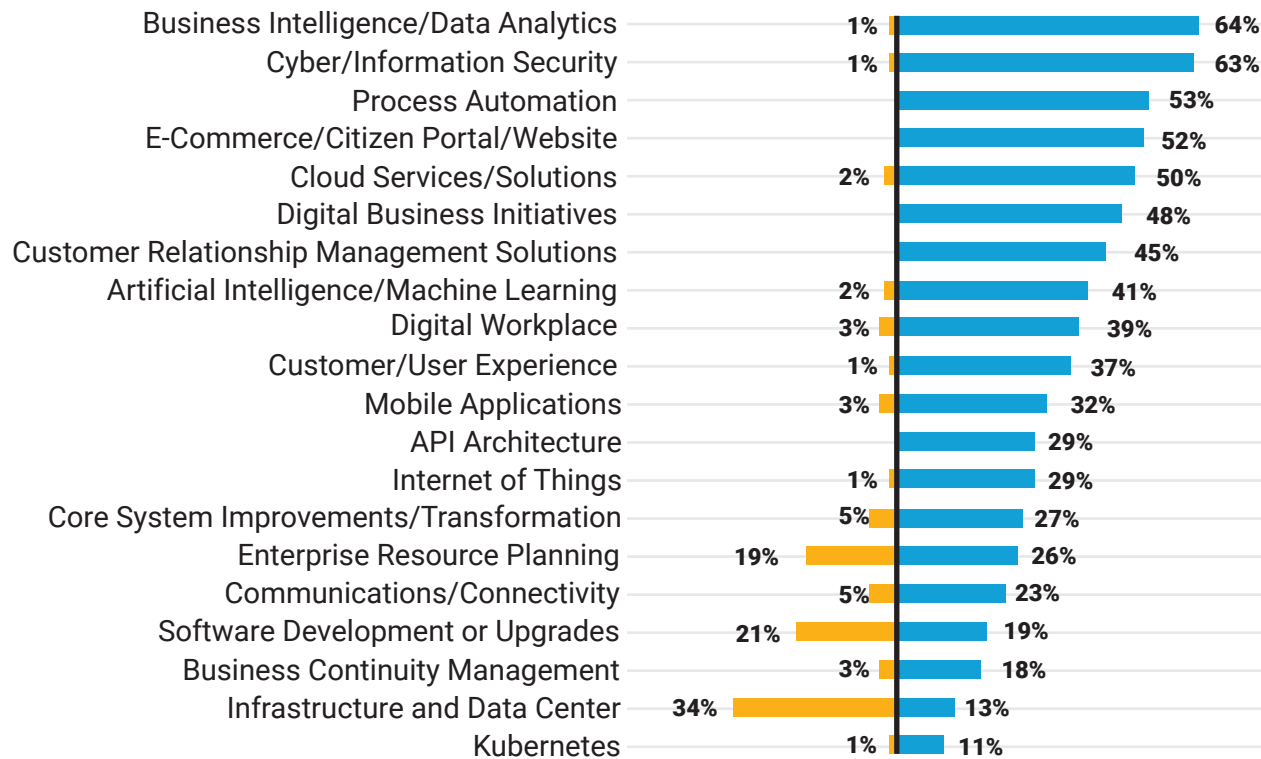 Business Intelligence/Data Analytics 1% 64%
Cyber/Information Security 1% 63%
Process Automation 53%
E-Commerce/Citizen Portal/Website 52%
Cloud Services/Solutions 2% 50%
Digital Business Initiatives 48%
Customer Relationship Management Solutions 45%
Artificial Intelligence/Machine Learning 2% 41%
Digital Workplace 3% 39%
Customer/User Experience 1% 37%
Mobile Applications 3% 32%
API Architecture 29%
Internet of Things 1% 29%
Core System Improvements/Transformation 5% 27%
Enterprise Resource Planning 19% 26%
Communications/Connectivity 5% 23%
Software Development or Upgrades 21% 19%
Business Continuity Management 3% 18%
Infrastructure and Data Center 34% 13%
Kubernetes 1% 11%